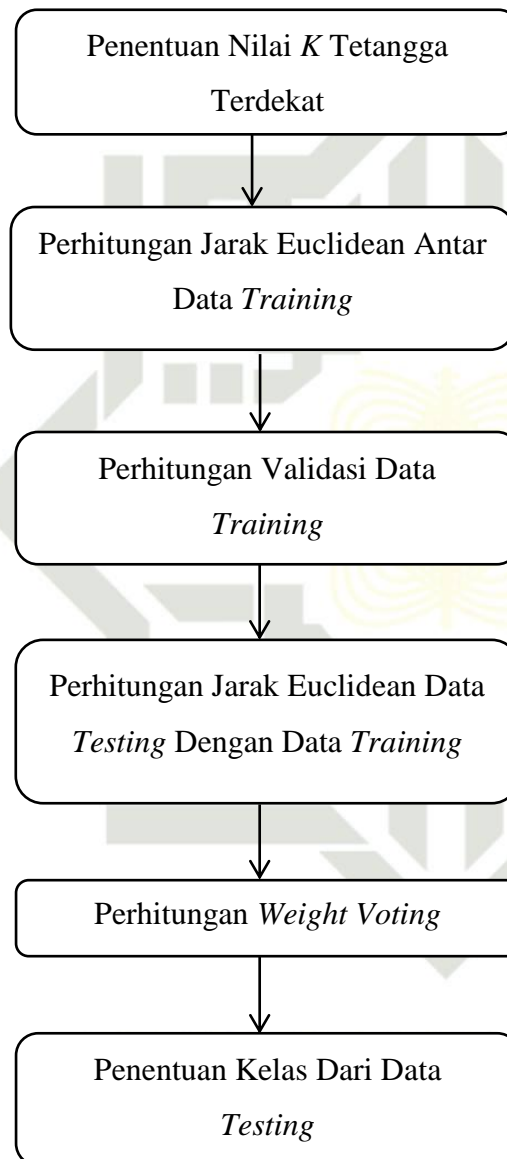 Penentuan Nilai K Tetangga
Terdekat
Perhitungan Jarak Euclidean Antar
Data Training
Perhitungan Validasi Data
Training
Perhitungan Jarak Euclidean Data
Testing Dengan Data Training
Perhitungan Weight Voting
Penentuan Kelas Dari Data
Testing